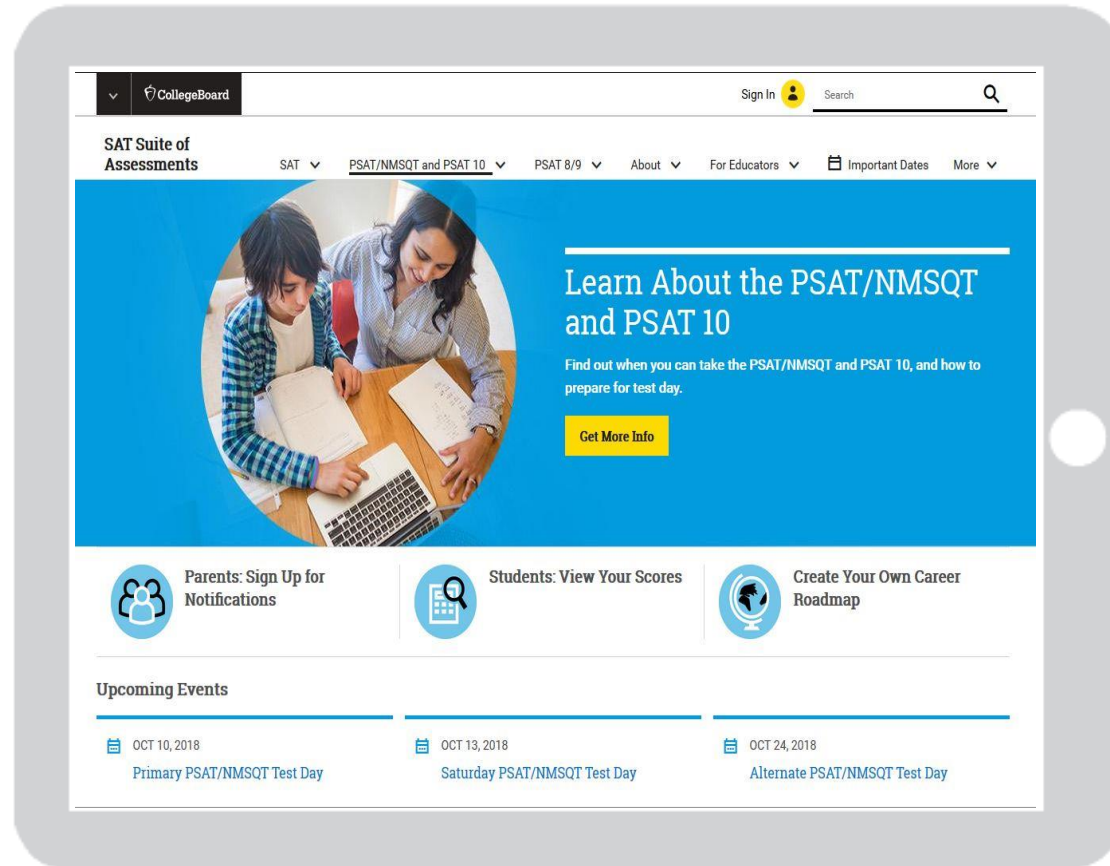 CollegeBoard
Sign In
Search
SAT Suite of
Assessments
SAT
PSAT/NMSQT and PSAT 10
PSAT 8/9
About
For Educators
Important Dates
More
Learn About the PSAT/NMSQT
and PSAT 10
Find out when you can take the PSAT/NMSQT and PSAT 10, and how to
prepare for test day.
Get More Info
Parents: Sign Up for
Notifications
Students: View Your Scores
Create Your Own Career
Roadmap
Upcoming Events
OCT 10, 2018
Primary PSAT/NMSQT Test Day
OCT 13, 2018
Saturday PSAT/NMSQT Test Day
OCT 24, 2018
Alternate PSAT/NMSQT Test Day